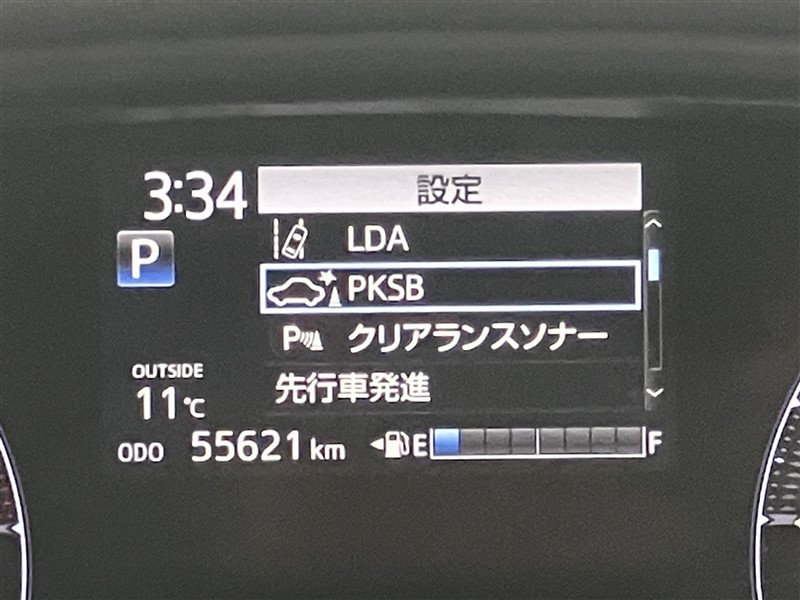 3:34
設定
LDA
P
PKSB
P クリアランスソナー
OUTSIDE
先行車発進
11℃
ODO 55621 km
E F